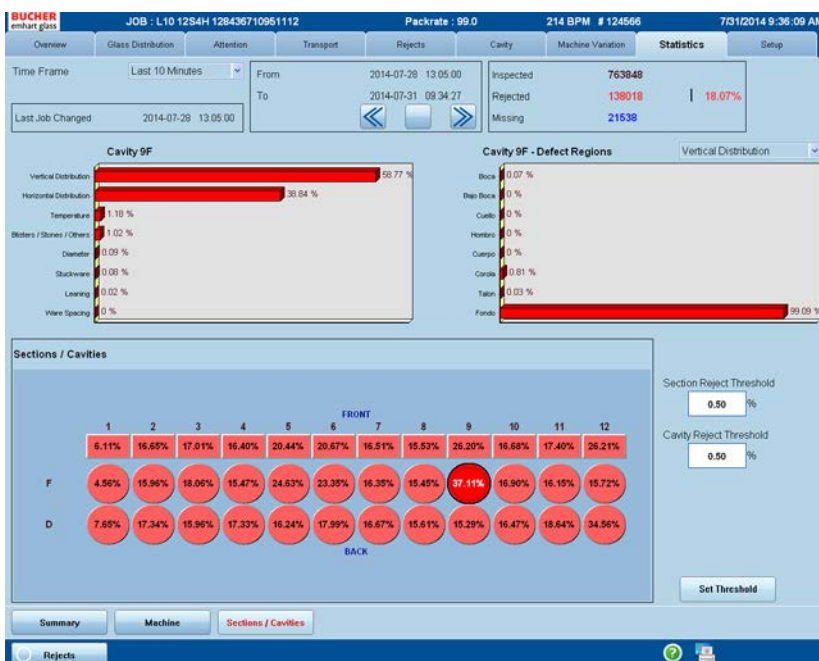 BUCHER
emhart glass
JOB : L10 12S4H 128436710951112 Packrate : 99.0 214 BPM # 124566 7/31/2014 9:36:09 AM
Overview Glass Distribution Attention Transport Rejects Cavity Machine Variation Statistics Setup
Time Frame Last 10 Minutes From 2014-07-28 13:05:00 Inspected 763848
To 2014-07-31 09:34:27 Rejected 138018 18.07%
Last Job Changed 2014-07-28 13:05:00 Missing 21538
Cavity 9F Cavity 9F - Defect Regions Vertical Distribution
Vertical Distribution 58.77 % Boca 0.07 %
Horizontal Distribution 38.84 % Bajo Boca 0 %
Temperature 1.18 % Cuello 0 %
Blisters / Stones / Others 1.02 % Hombro 0 %
Diameter 0.09 % Cuerpo 0 %
Stuckware 0.08 % Corola 0.81 %
Leaning 0.02 % Talon 0.03 %
Ware Spacing 0 % Fondo 99.09 %
Sections / Cavities
Section Reject Threshold
0.50 %
Cavity Reject Threshold
0.50 %
FRONT
1 2 3 4 5 6 7 8 9 10 11 12
6.11% 16.65% 17.01% 16.40% 20.44% 20.67% 16.51% 15.53% 26.20% 16.68% 17.40% 26.21%
F 4.56% 15.96% 18.06% 15.47% 24.63% 23.35% 16.35% 15.45% 37.11% 16.90% 16.15% 15.72%
D 7.65% 17.34% 15.96% 17.33% 16.24% 17.99% 16.67% 15.61% 15.29% 16.47% 18.64% 34.56%
BACK
Set Threshold
Summary Machine Sections / Cavities
Rejects